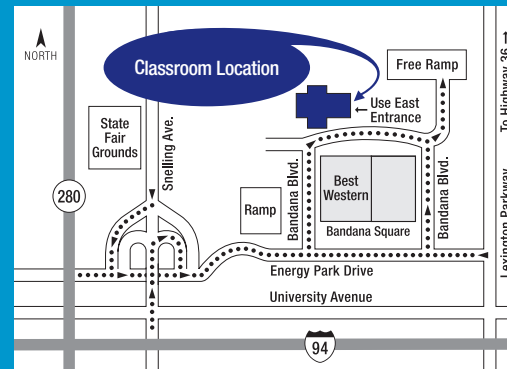 NORTH
Classroom Location
Free Ramp
To Highway 36 →
← Use East
Entrance
State
Fair
Grounds
Snelling Ave.
280
Ramp
Bandana Blvd.
Best
Western
Bandana Blvd.
Bandana Square
Lexington Parkway
Energy Park Drive
University Avenue
94